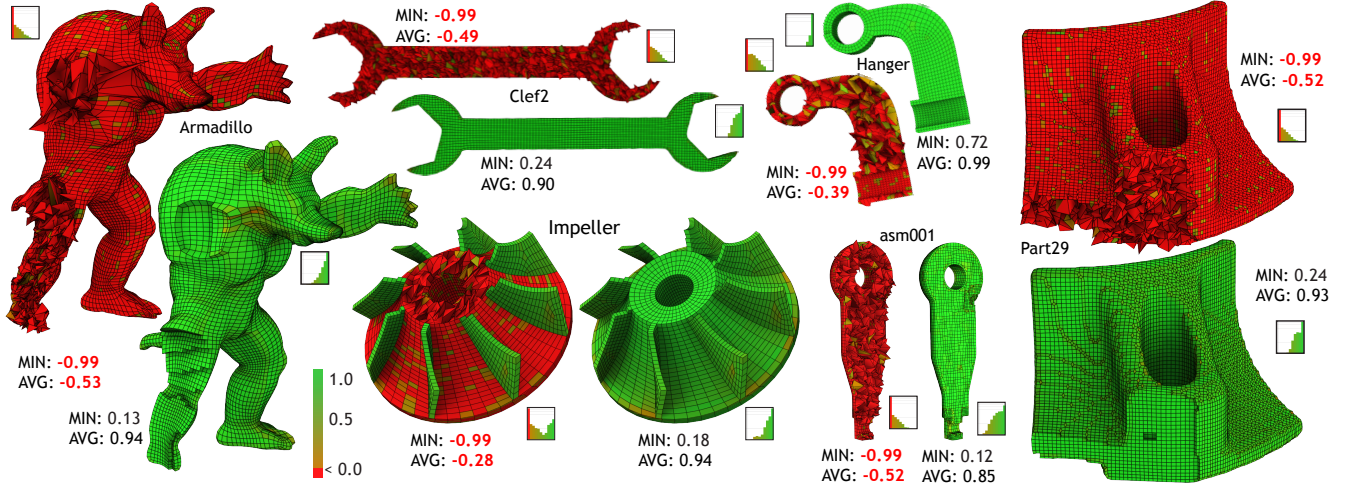 MIN: -0.99
AVG: -0.49
Clef2
MIN: 0.24
AVG: 0.90
Hanger
MIN: 0.72
AVG: 0.99
MIN: -0.99
AVG: -0.39
MIN: -0.99
AVG: -0.52
Armadillo
MIN: -0.99
AVG: -0.53
MIN: 0.13
AVG: 0.94
1.0
0.5
< 0.0
Impeller
MIN: -0.99
AVG: -0.28
MIN: 0.18
AVG: 0.94
asm001
MIN: -0.99
AVG: -0.52
MIN: 0.12
AVG: 0.85
Part29
MIN: 0.24
AVG: 0.93